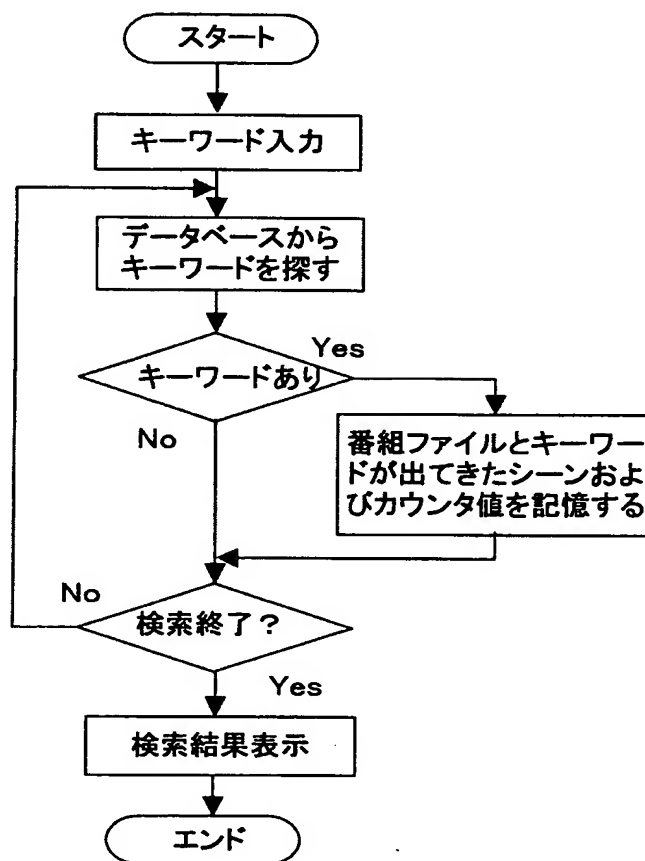 スタート
キーワード入力
データベースから
キーワードを探す
キーワードあり
Yes
No
番組ファイルとキーワー
ドが出てきたシーンおよ
びカウンタ値を記憶する
No
検索終了？
Yes
検索結果表示
エンド